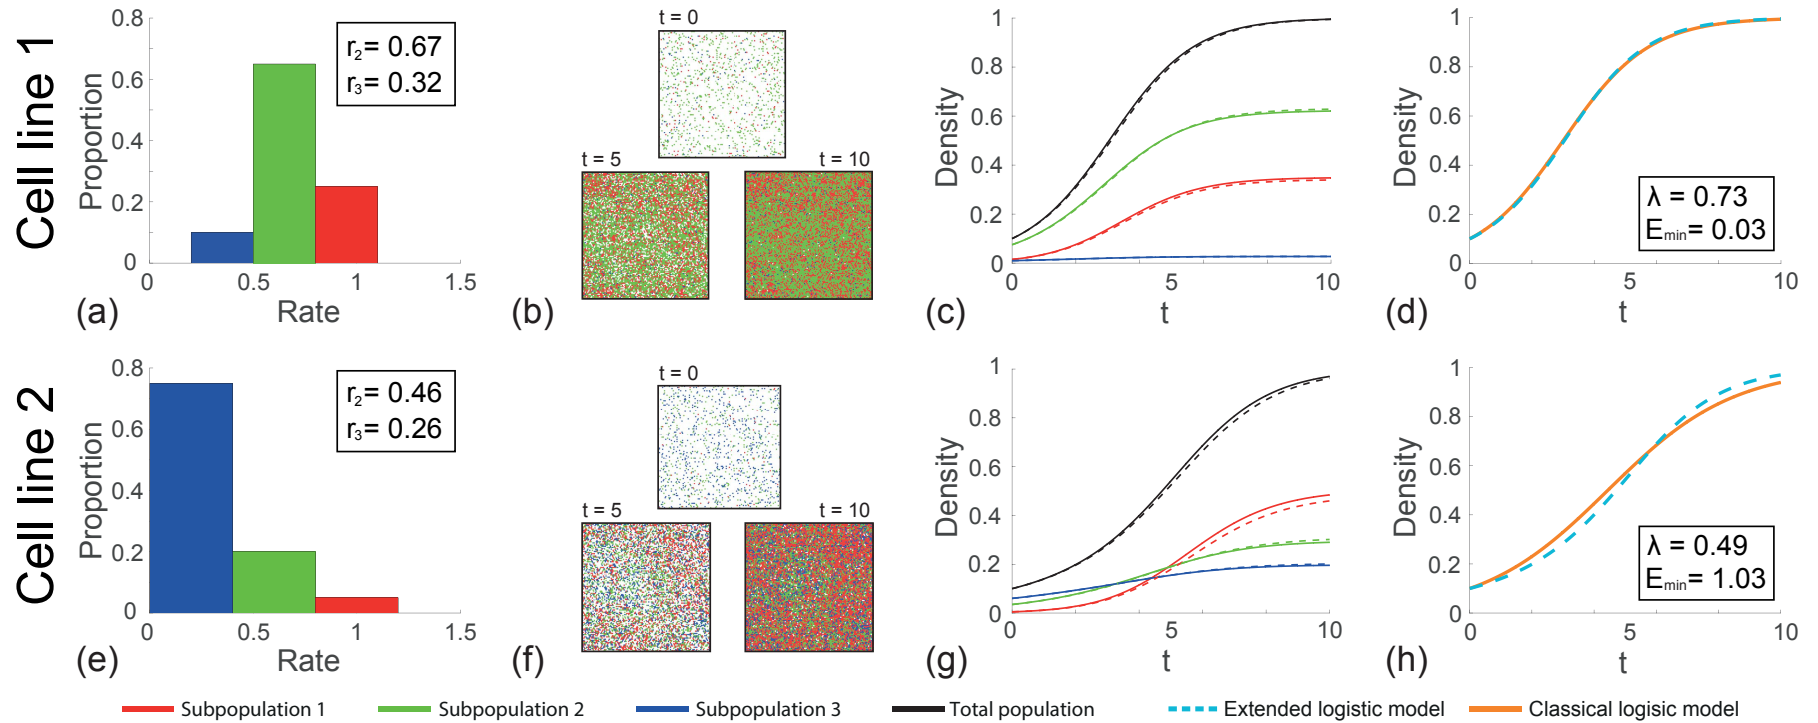 Cell line 1
0.8
0.6
0.4
0.2
0
Proportion
0
0.5
1
1.5
Rate
r2= 0.67
r3= 0.32
(a)
t = 0
t = 5
t = 10
(b)
1
0.8
0.6
0.4
0.2
0
Density
0
5
10
t
(c)
1
0.8
0.6
0.4
0.2
0
Density
0
5
10
t
λ = 0.73
Emin= 0.03
(d)
Cell line 2
0.8
0.6
0.4
0.2
0
Proportion
0
0.5
1
1.5
Rate
r2= 0.46
r3= 0.26
(e)
t = 0
t = 5
t = 10
(f)
1
0.8
0.6
0.4
0.2
0
Density
0
5
10
t
(g)
1
0.8
0.6
0.4
0.2
0
Density
0
5
10
t
λ = 0.49
Emin= 1.03
(h)
Subpopulation 1
Subpopulation 2
Subpopulation 3
Total population
Extended logistic model
Classical logisic model